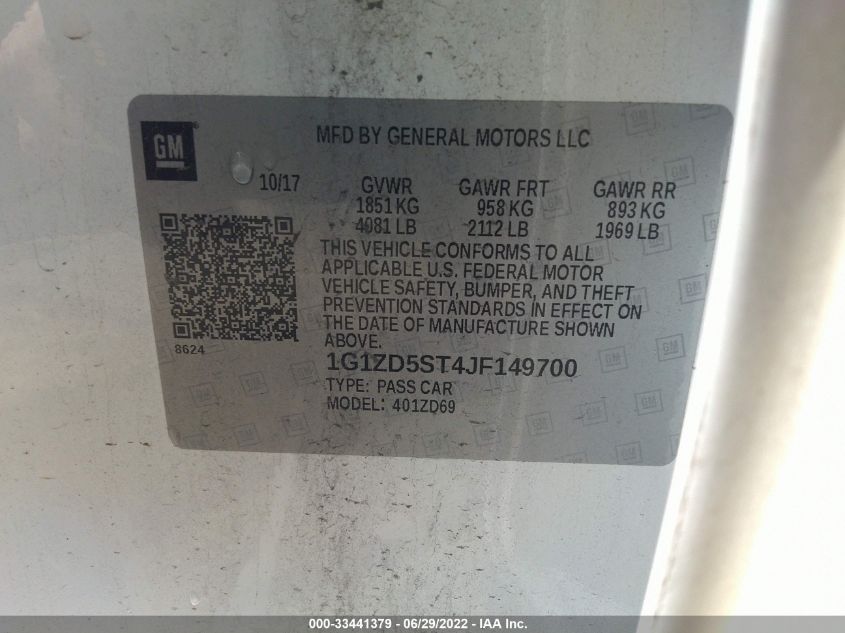 GM
MFD BY GENERAL MOTORS LLC
10/17
GVWR GAWR FRT GAWR RR
1851 KG 958 KG 893 KG
4081 LB 2112 LB 1969 LB
THIS VEHICLE CONFORMS TO ALL
APPLICABLE U.S. FEDERAL MOTOR
VEHICLE SAFETY, BUMPER, AND THEFT
PREVENTION STANDARDS IN EFFECT ON
THE DATE OF MANUFACTURE SHOWN
ABOVE.
8624
1G1ZD5ST4JF149700
TYPE: PASS CAR
MODEL: 401ZD69
000-33441379 - 06/29/2022 - IAA Inc.